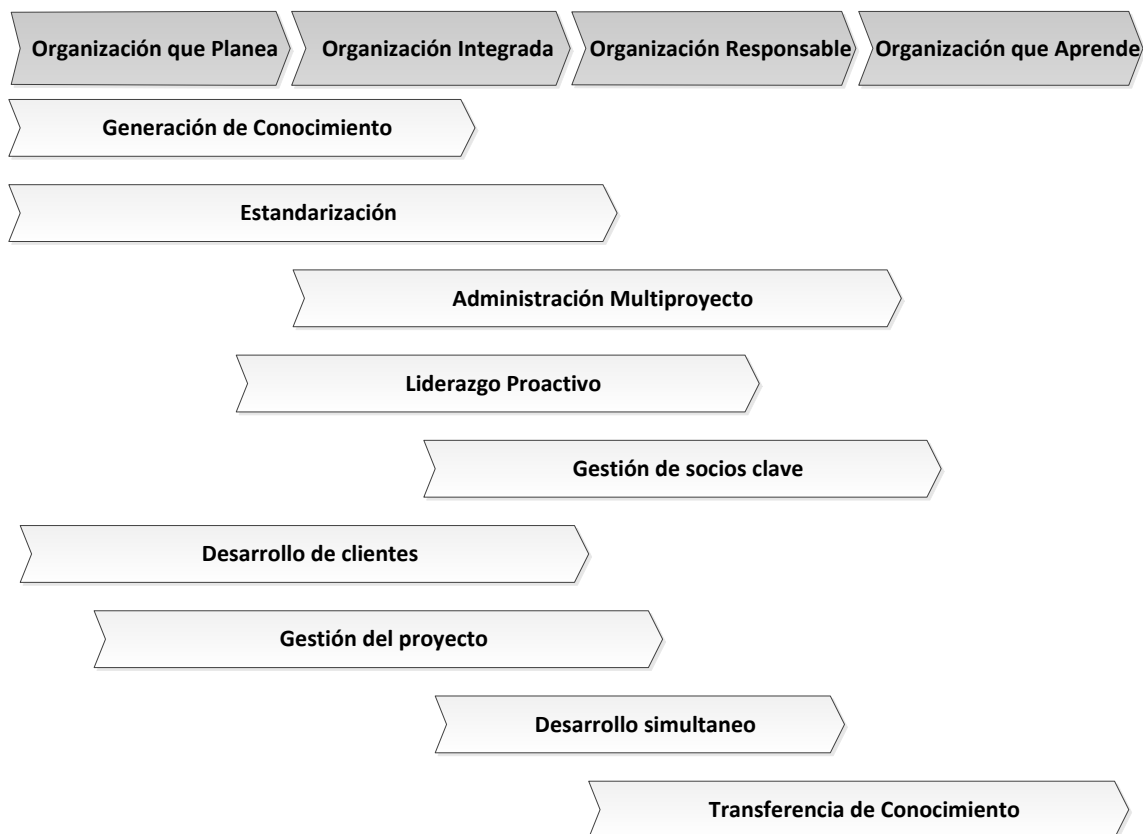 Organización que Planea
Organización Integrada
Organización Responsable
Organización que Aprende
Generación de Conocimiento
Estandarización
Administración Multiproyecto
Liderazgo Proactivo
Gestión de socios clave
Desarrollo de clientes
Gestión del proyecto
Desarrollo simultaneo
Transferencia de Conocimiento